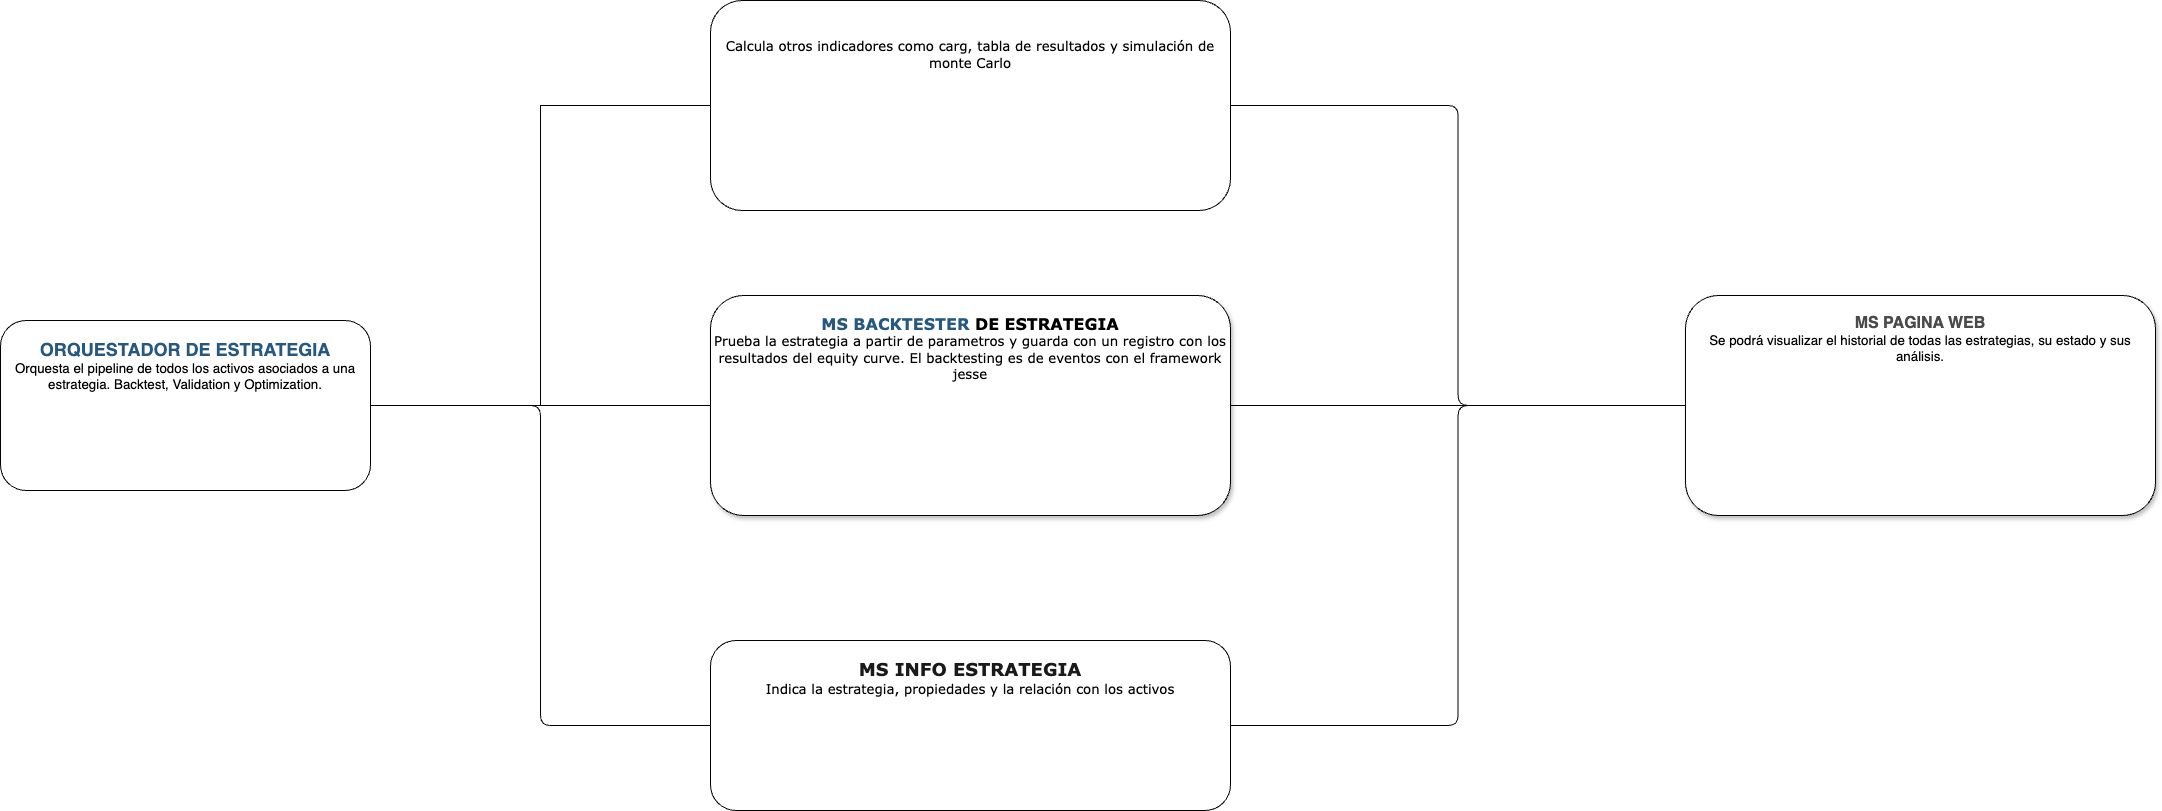 Calcula otros indicadores como carg, tabla de resultados y simulación de
monte Carlo
ORQUESTADOR DE ESTRATEGIA
Orquesta el pipeline de todos los activos asociados a una
estrategia. Backtest, Validation y Optimization.
MS BACKTESTER DE ESTRATEGIA
Prueba la estrategia a partir de parametros y guarda con un registro con los
resultados del equity curve. El backtesting es de eventos con el framework
jesse
MS PAGINA WEB
Se podrá visualizar el historial de todas las estrategias, su estado y sus
análisis.
MS INFO ESTRATEGIA
Indica la estrategia, propiedades y la relación con los activos